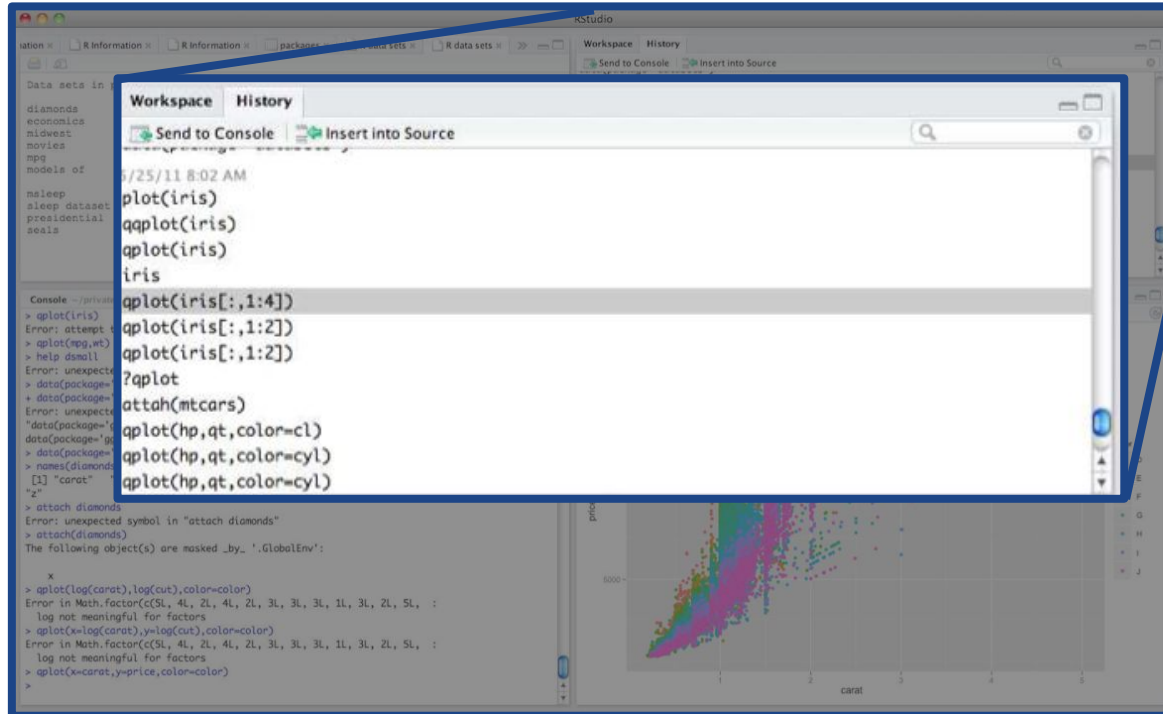 RStudio
ation
R Information
R Information
packages
data sets
R data sets
Workspace History
Send to Console Insert into Source
Data sets in p
diamonds
economics
midwest
movies
mpg
models of
msleep
sleep dataset
presidential
seals
Workspace History
Send to Console Insert into Source
/25/11 8:02 AM
plot(iris)
qqplot(iris)
qplot(iris)
iris
qplot(iris[:,1:4])
qplot(iris[:,1:2])
qplot(iris[:,1:2])
?qplot
attah(mtcars)
qplot(hp,qt,color=cl)
qplot(hp,qt,color=cyl)
qplot(hp,qt,color=cyl)
Console ~/private
> qplot(iris)
Error: attempt t
> qplot(mpg,wt)
> help dsmall
Error: unexpecte
> data(package='
+ data(package='
Error: unexpecte
"data(package='g
data(package='gg
> data(package='
> names(diamonds
[1] "carat" "
"z"
> attach diamonds
Error: unexpected symbol in "attach diamonds"
> attach(diamonds)
The following object(s) are masked _by_ '.GlobalEnv':
x
> qplot(log(carat),log(cut),color=color)
Error in Math.factor(c(5L, 4L, 2L, 4L, 2L, 3L, 3L, 3L, 1L, 3L, 2L, 5L, :
log not meaningful for factors
> qplot(x=log(carat),y=log(cut),color=color)
Error in Math.factor(c(5L, 4L, 2L, 4L, 2L, 3L, 3L, 3L, 1L, 3L, 2L, 5L, :
log not meaningful for factors
> qplot(x=carat,y=price,color=color)
>
price
5000
1 2 3 4 5
carat
E
F
G
H
I
J